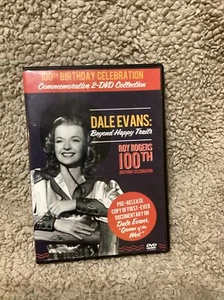 100th BIRTHDAY CELEBRATION
Commemorative 2-DVD Collection
DALE EVANS:
Beyond Happy Trails
ROY ROGERS
100TH
BIRTHDAY CELEBRATION
PRE-RELEASE
COPY OF FIRST-EVER
DOCUMENTARY ON
Dale Evans,
"Queen of the
West"
DVD